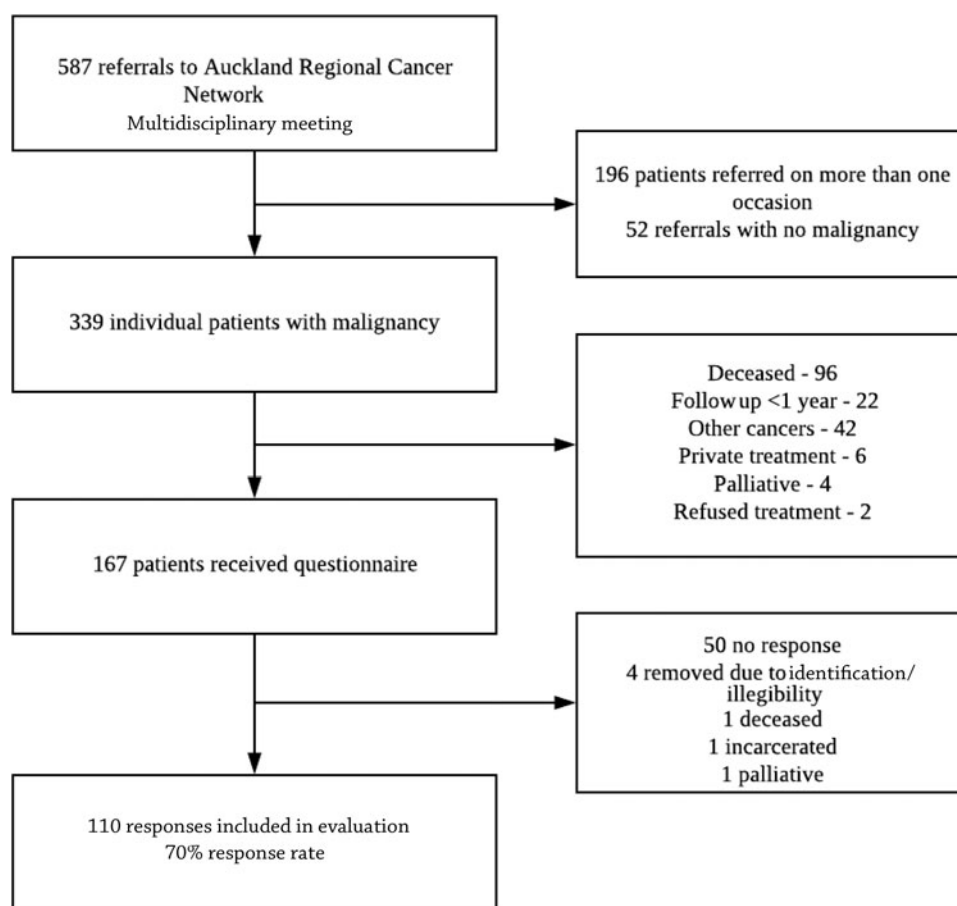 587 referrals to Auckland Regional Cancer
Network
Multidisciplinary meeting
196 patients referred on more than one
occasion
52 referrals with no malignancy
339 individual patients with malignancy
Deceased - 96
Follow up <1 year - 22
Other cancers - 42
Private treatment - 6
Palliative - 4
Refused treatment - 2
167 patients received questionnaire
50 no response
4 removed due to identification/
illegibility
1 deceased
1 incarcerated
1 palliative
110 responses included in evaluation
70% response rate